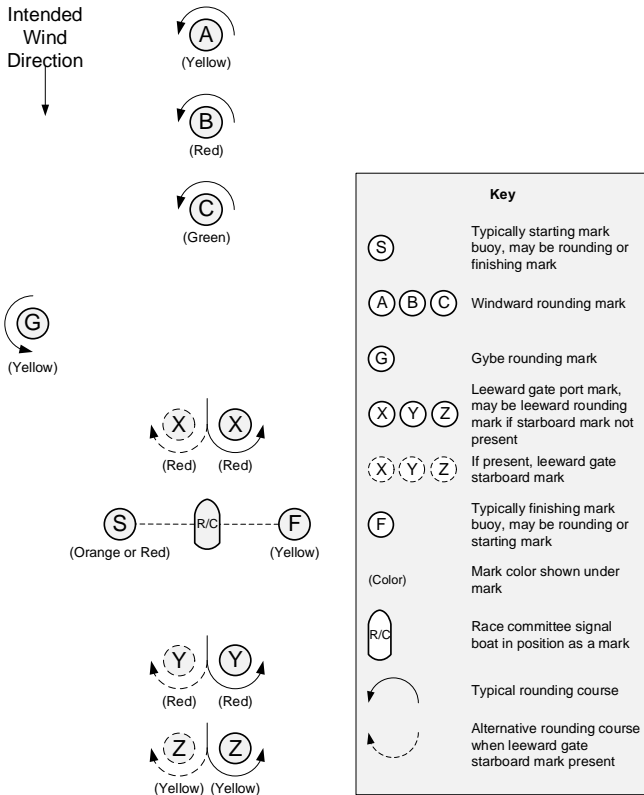 Intended
Wind
Direction
A
(Yellow)
B
(Red)
C
(Green)
G
(Yellow)
X X
(Red) (Red)
S R/C F
(Orange or Red) (Yellow)
Y Y
(Red) (Red)
Z Z
(Yellow) (Yellow)
Key
S
Typically starting mark
buoy, may be rounding or
finishing mark
A B C Windward rounding mark
G Gybe rounding mark
Leeward gate port mark,
X Y Z may be leeward rounding
mark if starboard mark not
present
X Y Z If present, leeward gate
starboard mark
F
Typically finishing mark
buoy, may be rounding or
starting mark
(Color) Mark color shown under
mark
R/C Race committee signal
boat in position as a mark
Typical rounding course
Alternative rounding course
when leeward gate
starboard mark present